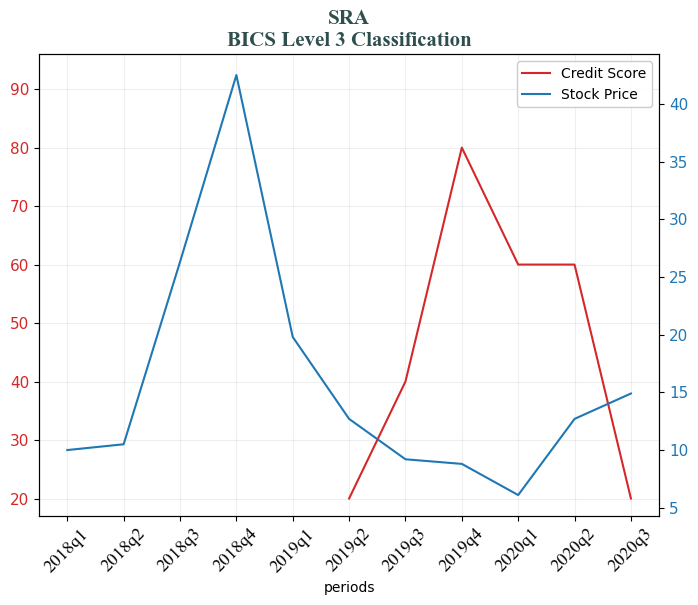 SRA
BICS Level 3 Classification
Credit Score
Stock Price
90
80
70
60
50
40
30
20
40
35
30
25
20
15
10
5
2018q1
2018q2
2018q3
2018q4
2019q1
2019q2
2019q3
2019q4
2020q1
2020q2
2020q3
periods